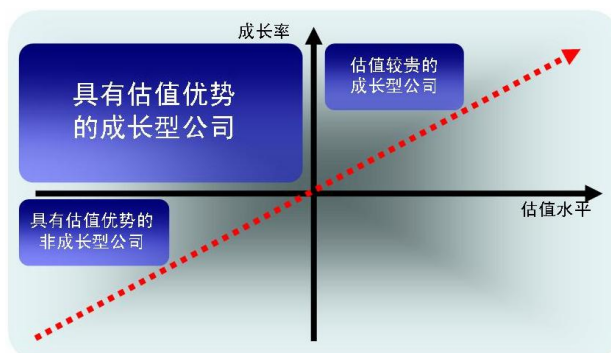 成长率
具有估值优势
的成长型公司
估值较贵的
成长型公司
估值水平
具有估值优势的
非成长型公司